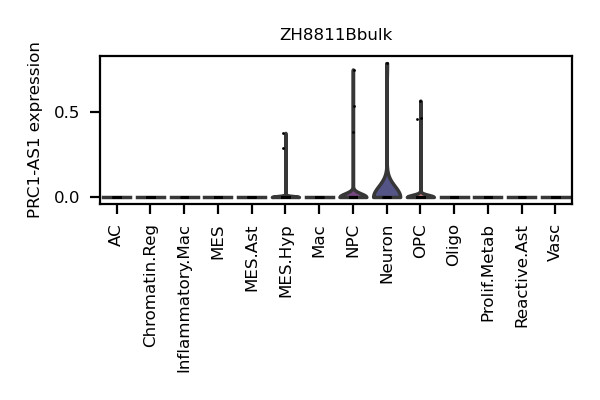 ZH8811Bbulk
PRC1-AS1 expression
0.5
0.0
AC
Chromatin.Reg
Inflammatory.Mac
MES
MES.Ast
MES.Hyp
Mac
NPC
Neuron
OPC
Oligo
Prolif.Metab
Reactive.Ast
Vasc